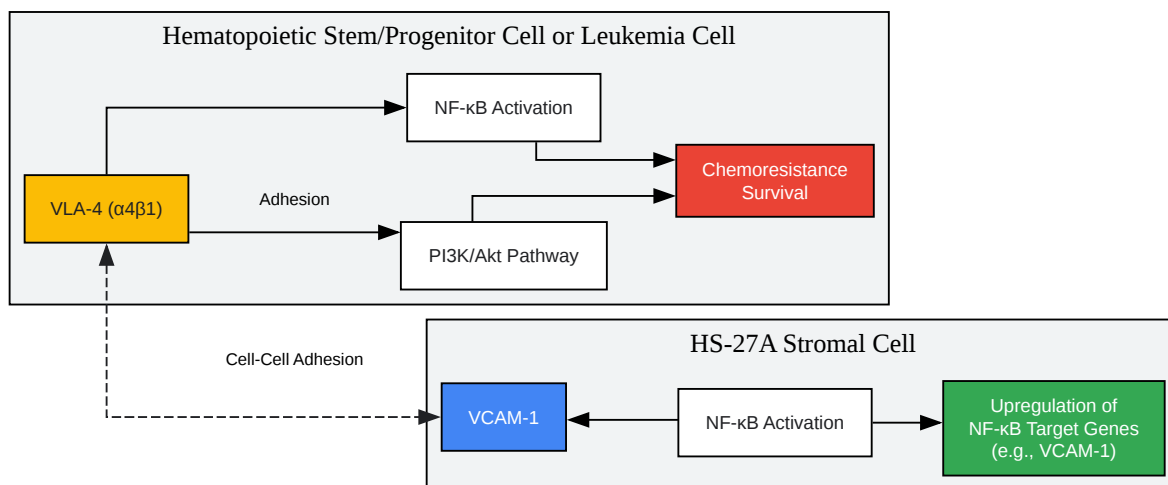 Hematopoietic Stem/Progenitor Cell or Leukemia Cell
NF-κB Activation
Chemoresistance
Survival
VLA-4 (α4β1)
Adhesion
PI3K/Akt Pathway
Cell-Cell Adhesion
HS-27A Stromal Cell
VCAM-1
NF-κB Activation
Upregulation of
NF-κB Target Genes
(e.g., VCAM-1)